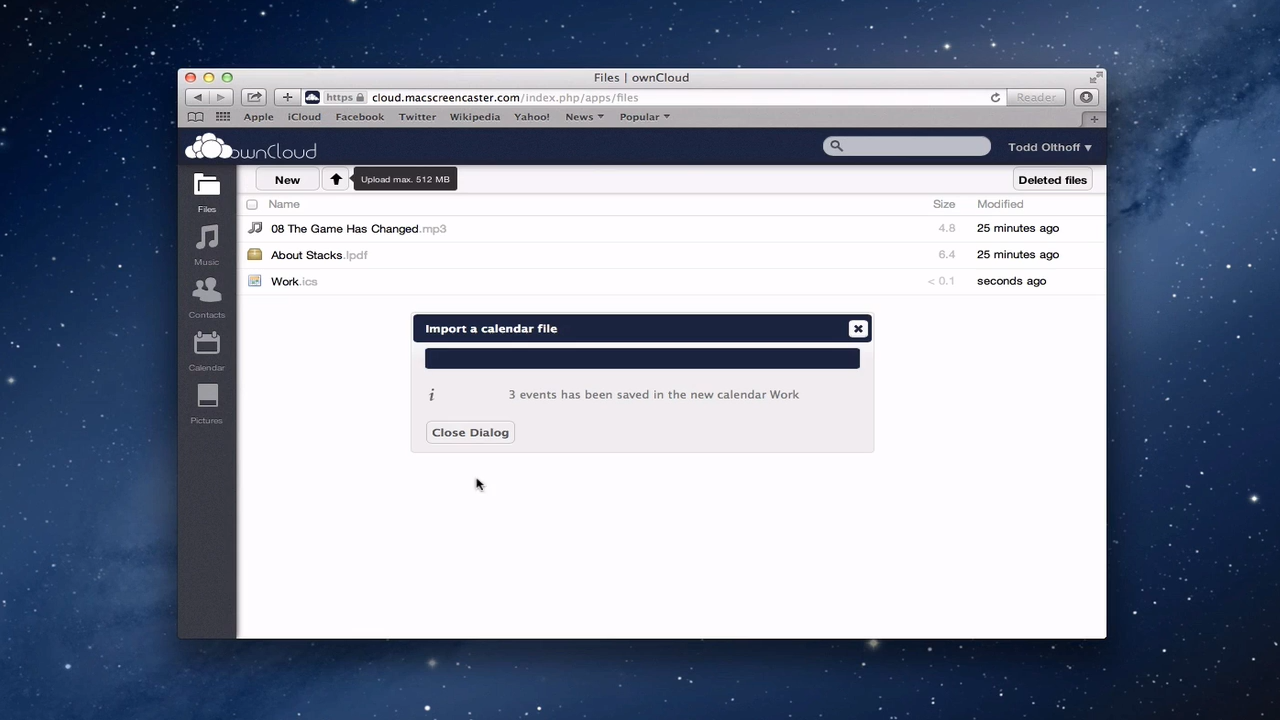 Files | ownCloud
https cloud.macscreencaster.com/index.php/apps/files Reader
Apple iCloud Facebook Twitter Wikipedia Yahoo! News Popular
ownCloud Todd Olthoff
New Upload max. 512 MB Deleted files
Name Size Modified
08 The Game Has Changed.mp3 4.8 25 minutes ago
About Stacks.lpdf 6.4 25 minutes ago
Work.ics < 0.1 seconds ago
Files
Music
Contacts
Calendar
Pictures
Import a calendar file
i 3 events has been saved in the new calendar Work
Close Dialog